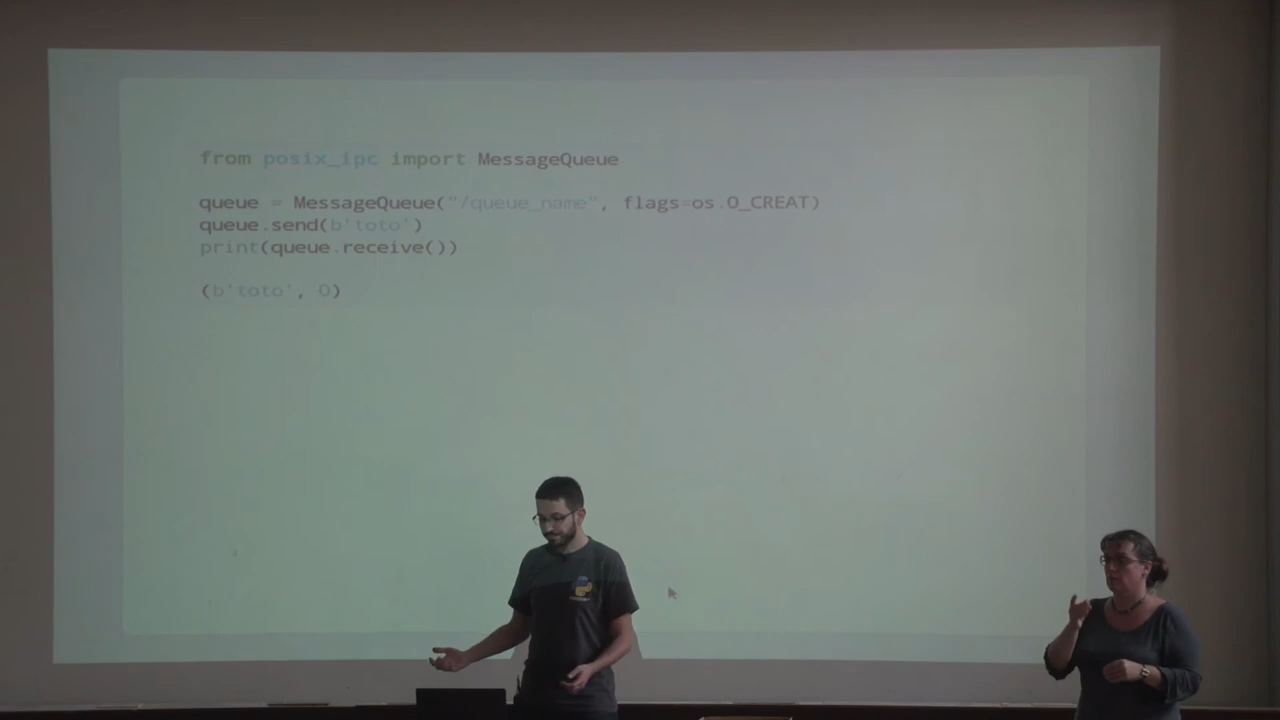 from posix_ipc import MessageQueue
queue = MessageQueue("/queue_name", flags=os.O_CREAT)
queue.send(b'toto')
print(queue.receive())
(b'toto', 0)